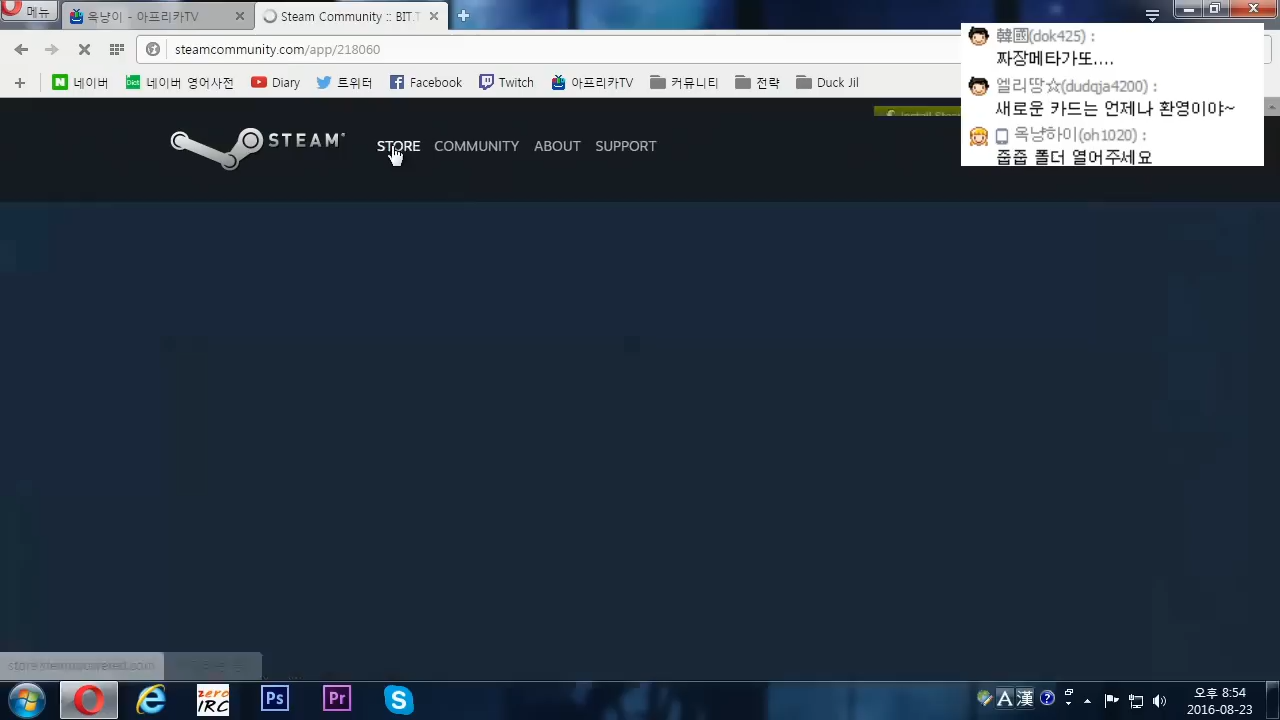 메뉴
옥냥이 - 아프리카TV
Steam Community :: BIT.T
steamcommunity.com/app/218060
네이버
네이버 영어사전
Diary
Facebook
Twitch
아프리카TV
커뮤니티
전략
Duck Jil
韓國(dok425) :
짜장메타가또....
엘리땅☆(dudqja4200) :
새로운 카드는 언제나 환영이야~
옥냥하이(oh1020) :
줍줍 폴더 열어주세요
STEAM
STORE
COMMUNITY
ABOUT
SUPPORT
zero
IRC
Ps
Pr
A 漢
오후 8:54
2016-08-23